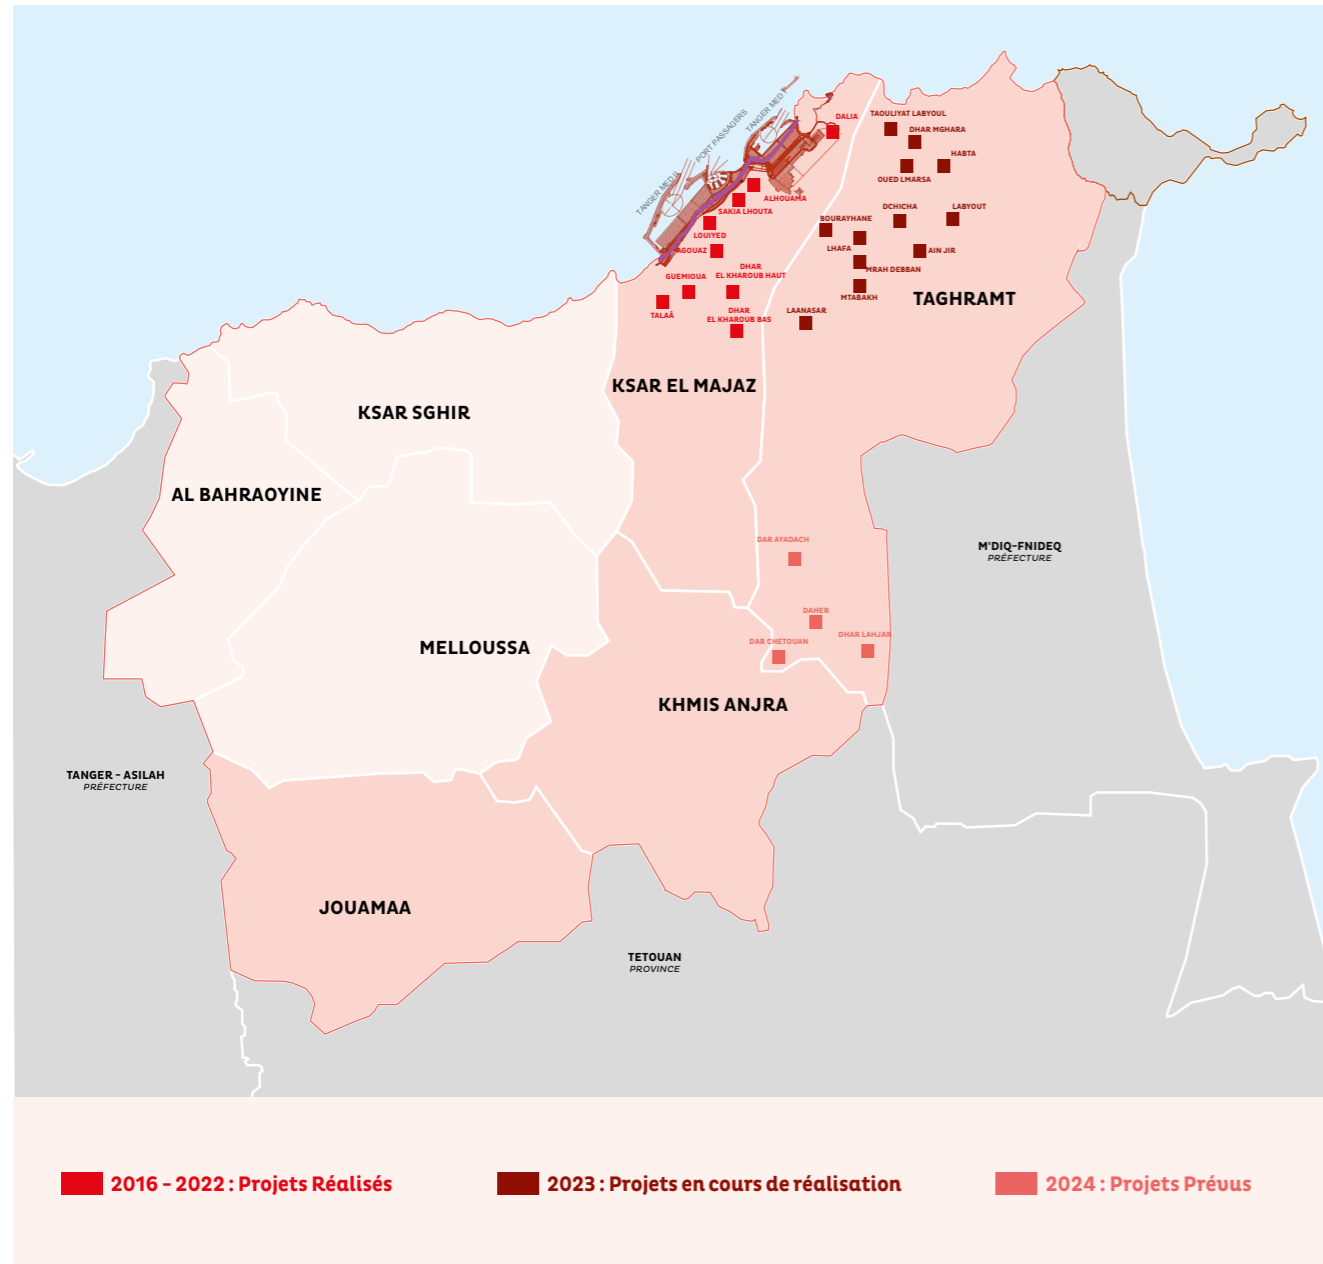 TANGER MED II
PORT PASSAGERS
TANGER MED I
DALIA
TAOULIYAT LABYOUL
DHAR MGHARA
HABTA
OUED LMARSA
ALHOUAMA
SAKIA LHOUTA
DCHICHA
LABYOUT
BOURAYHANE
LOUIYED
LHAFA
AIN JIR
AGOUAZ
MRAH DEBBAN
DHAR
EL KHAROUB HAUT
GUEMIOUA
MTABAKH
TAGHRAMT
TALAÂ
DHAR
EL KHAROUB BAS
LAANASAR
KSAR EL MAJAZ
KSAR SGHIR
AL BAHRAOYINE
DAR AYADACH
M'DIQ-FNIDEQ
PRÉFECTURE
DAHER
DHAR LAHJAR
DAR CHETOUAN
MELLOUSSA
KHMIS ANJRA
TANGER - ASILAH
PRÉFECTURE
JOUAMAA
TETOUAN
PROVINCE
2016 - 2022 : Projets Réalisés
2023 : Projets en cours de réalisation
2024 : Projets Prévus